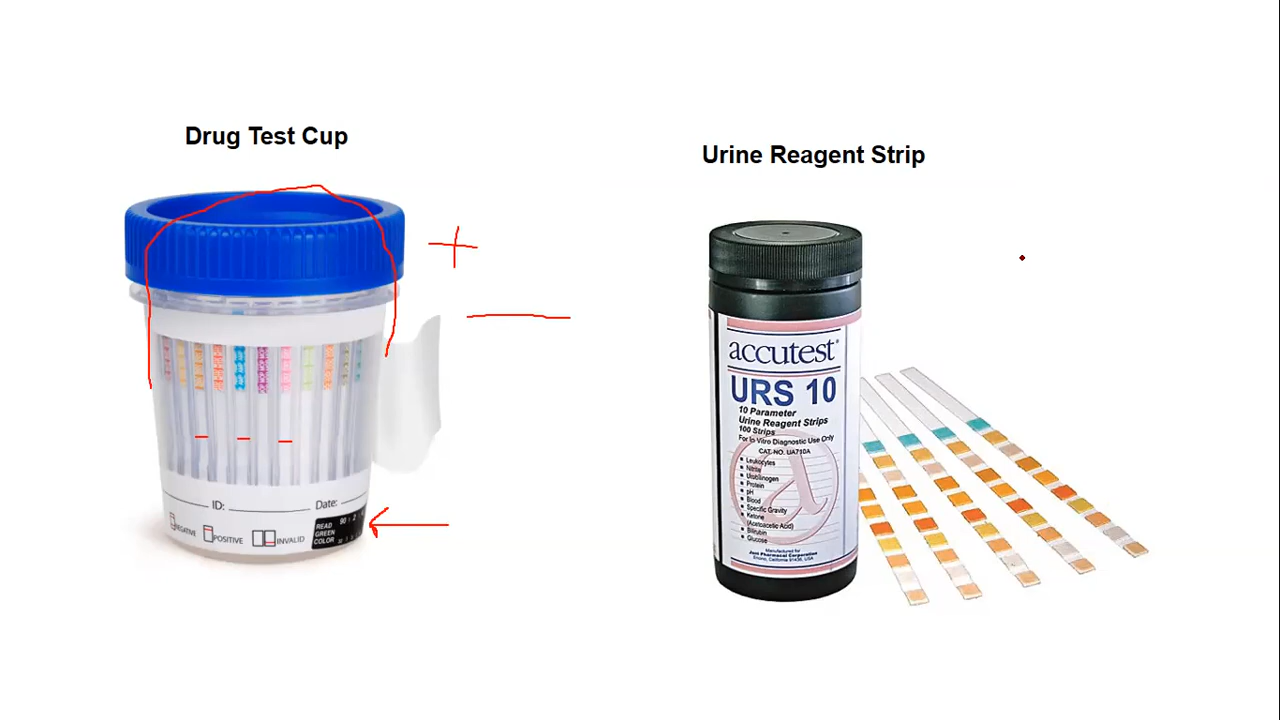 Drug Test Cup
Urine Reagent Strip
ID:
Date:
NEGATIVE
POSITIVE
INVALID
READ
GREEN
COLOR
90
accutest
URS 10
10 Parameter
Urine Reagent Strips
100 Strips
For In Vitro Diagnostic Use Only
CAT-NO. UA710A
Leukocytes
Nitrite
Urobilinogen
Protein
pH
Blood
Specific Gravity
Ketone
(Acetoacetic Acid)
Bilirubin
Glucose
Manufactured for
Jant Pharmacal Corporation
Encino, California 91436, USA